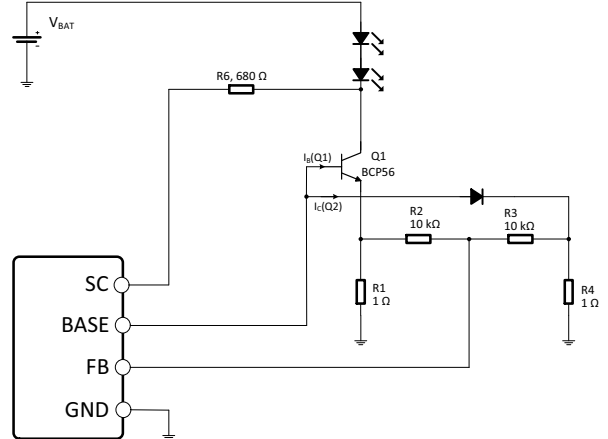 V_BAT
+
-
R6, 680 Ω
Q1
I_B(Q1)
BCP56
I_C(Q2)
R2
10 kΩ
R3
10 kΩ
R1
1 Ω
R4
1 Ω
SC
BASE
FB
GND